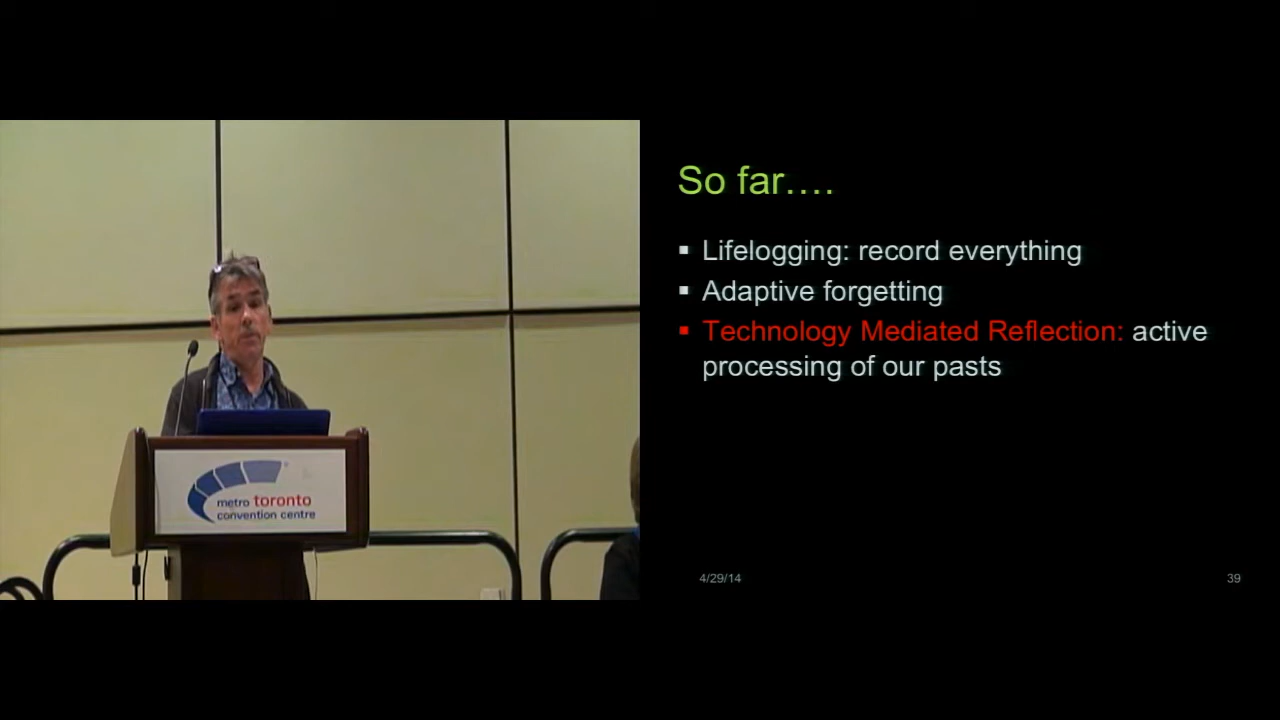 So far….
▪ Lifelogging: record everything
▪ Adaptive forgetting
▪ Technology Mediated Reflection: active
processing of our pasts
metro toronto
convention centre
4/29/14
39